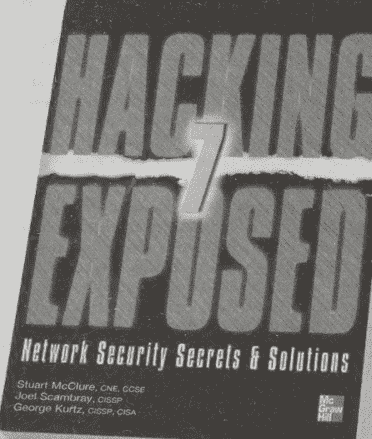 HACKING
7
EXPOSED
Network Security Secrets & Solutions
Stuart McClure, CNE, CCSE
Joel Scambray, CISSP
George Kurtz, CISSP, CISA
Mc
Graw
Hill